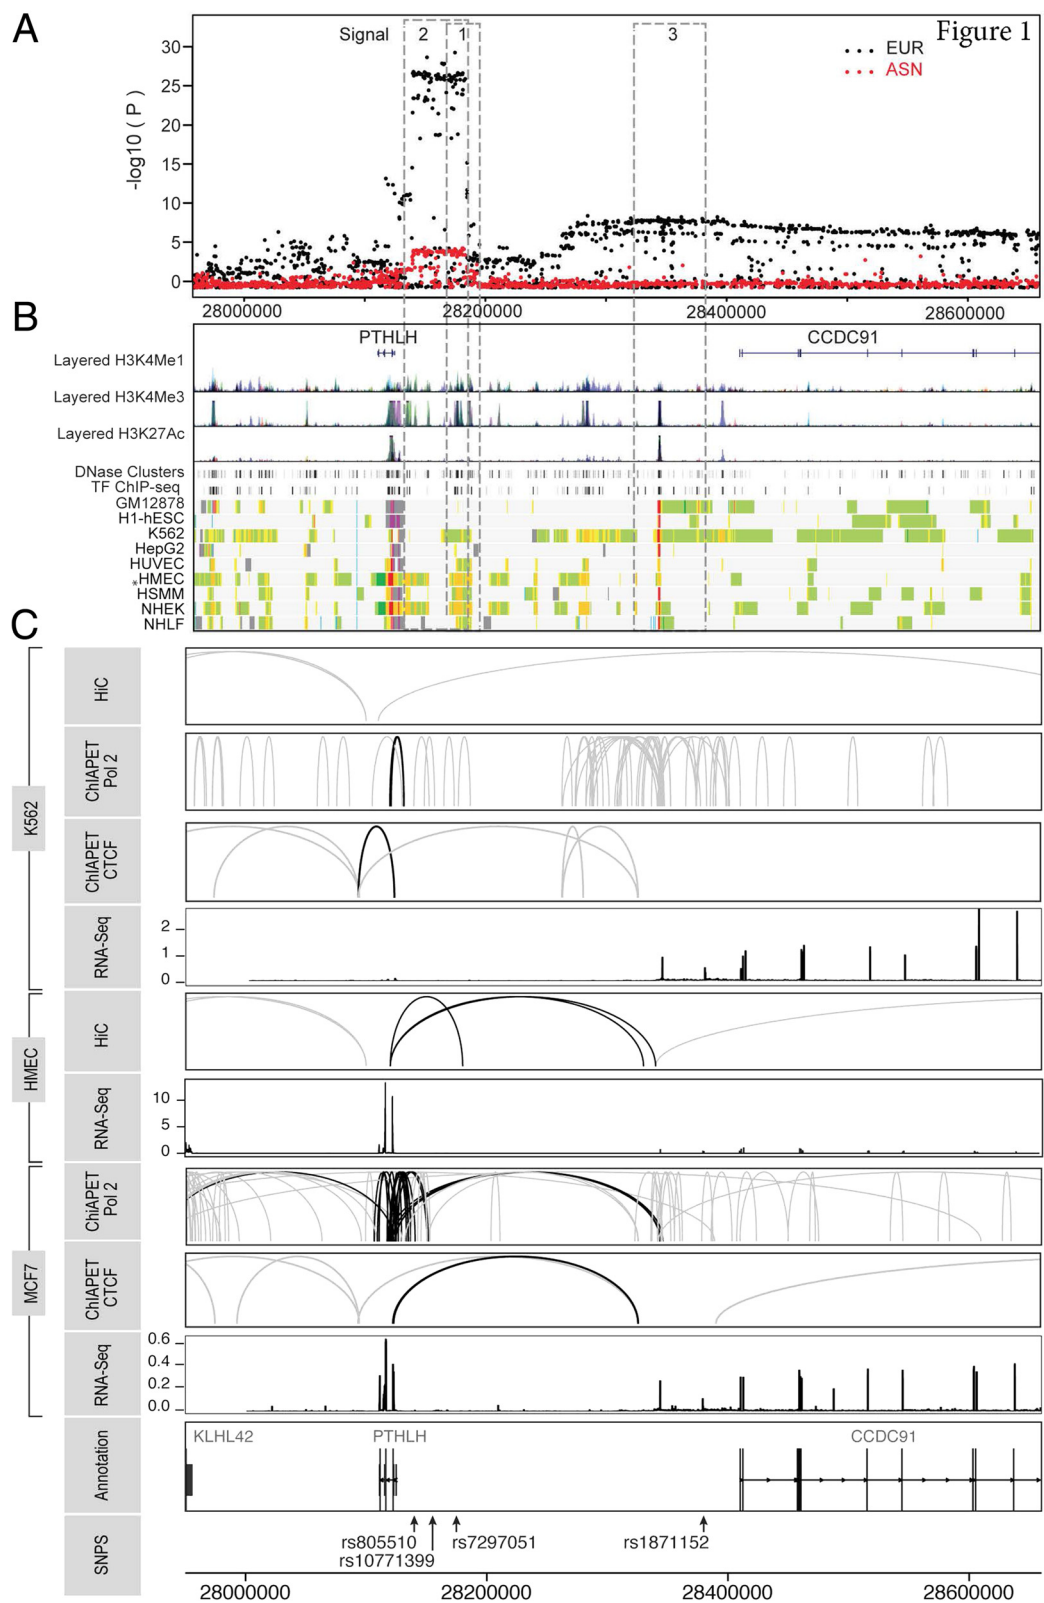 A
Figure 1
Signal 2 1 3
EUR
ASN
-log10 ( P )
30
25
20
15
10
5
0
28000000 28200000 28400000 28600000
B
PTHLH CCDC91
Layered H3K4Me1
Layered H3K4Me3
Layered H3K27Ac
DNase Clusters
TF ChIP-seq
GM12878
H1-hESC
K562
HepG2
HUVEC
*HMEC
HSMM
NHEK
NHLF
C
K562
HiC
ChIAPET
Pol 2
ChIAPET
CTCF
RNA-Seq
2
1
0
HMEC
HiC
RNA-Seq
10
5
0
MCF7
ChiAPET
Pol 2
ChIAPET
CTCF
RNA-Seq
0.6
0.4
0.2
0.0
Annotation
KLHL42 PTHLH CCDC91
SNPS
rs805510 rs7297051 rs1871152
rs10771399
28000000 28200000 28400000 28600000